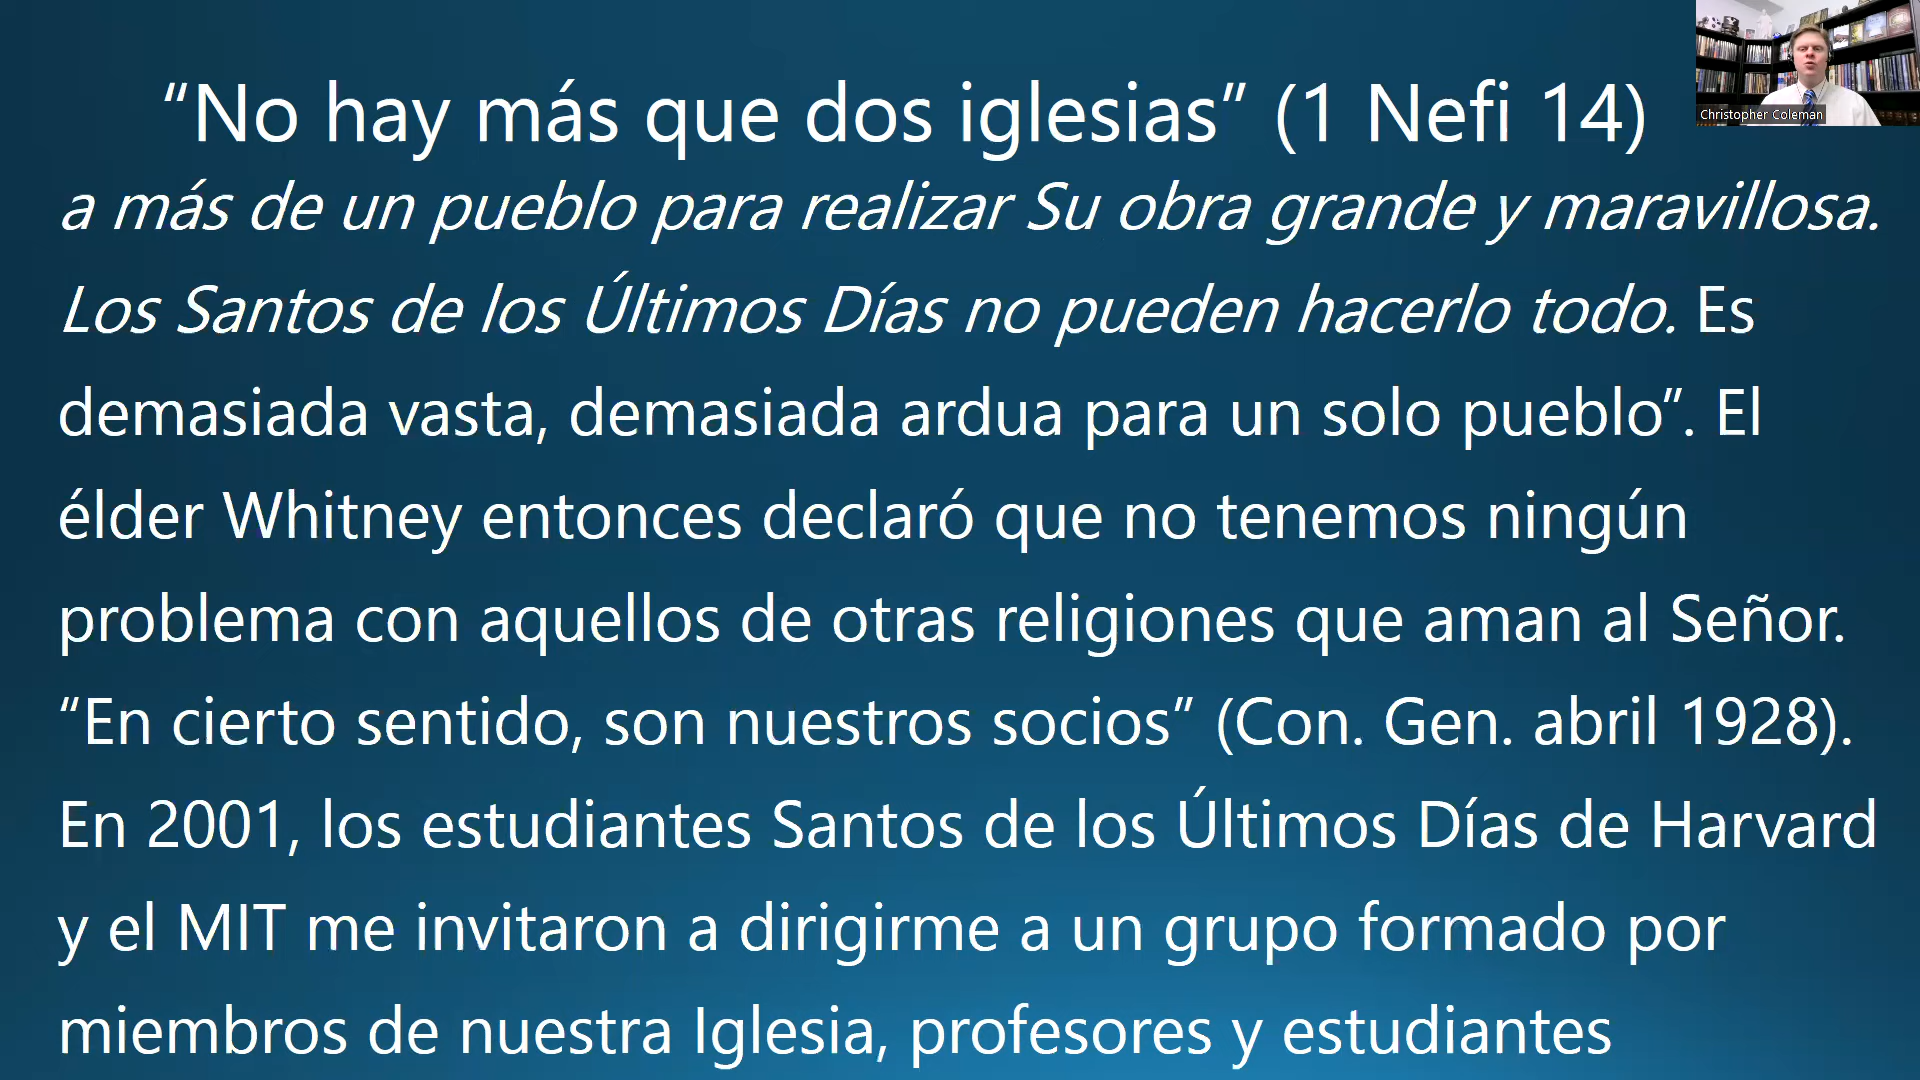 “No hay más que dos iglesias” (1 Nefi 14)
Christopher Coleman
a más de un pueblo para realizar Su obra grande y maravillosa.
Los Santos de los Últimos Días no pueden hacerlo todo. Es
demasiada vasta, demasiada ardua para un solo pueblo”. El
élder Whitney entonces declaró que no tenemos ningún
problema con aquellos de otras religiones que aman al Señor.
“En cierto sentido, son nuestros socios” (Con. Gen. abril 1928).
En 2001, los estudiantes Santos de los Últimos Días de Harvard
y el MIT me invitaron a dirigirme a un grupo formado por
miembros de nuestra Iglesia, profesores y estudiantes